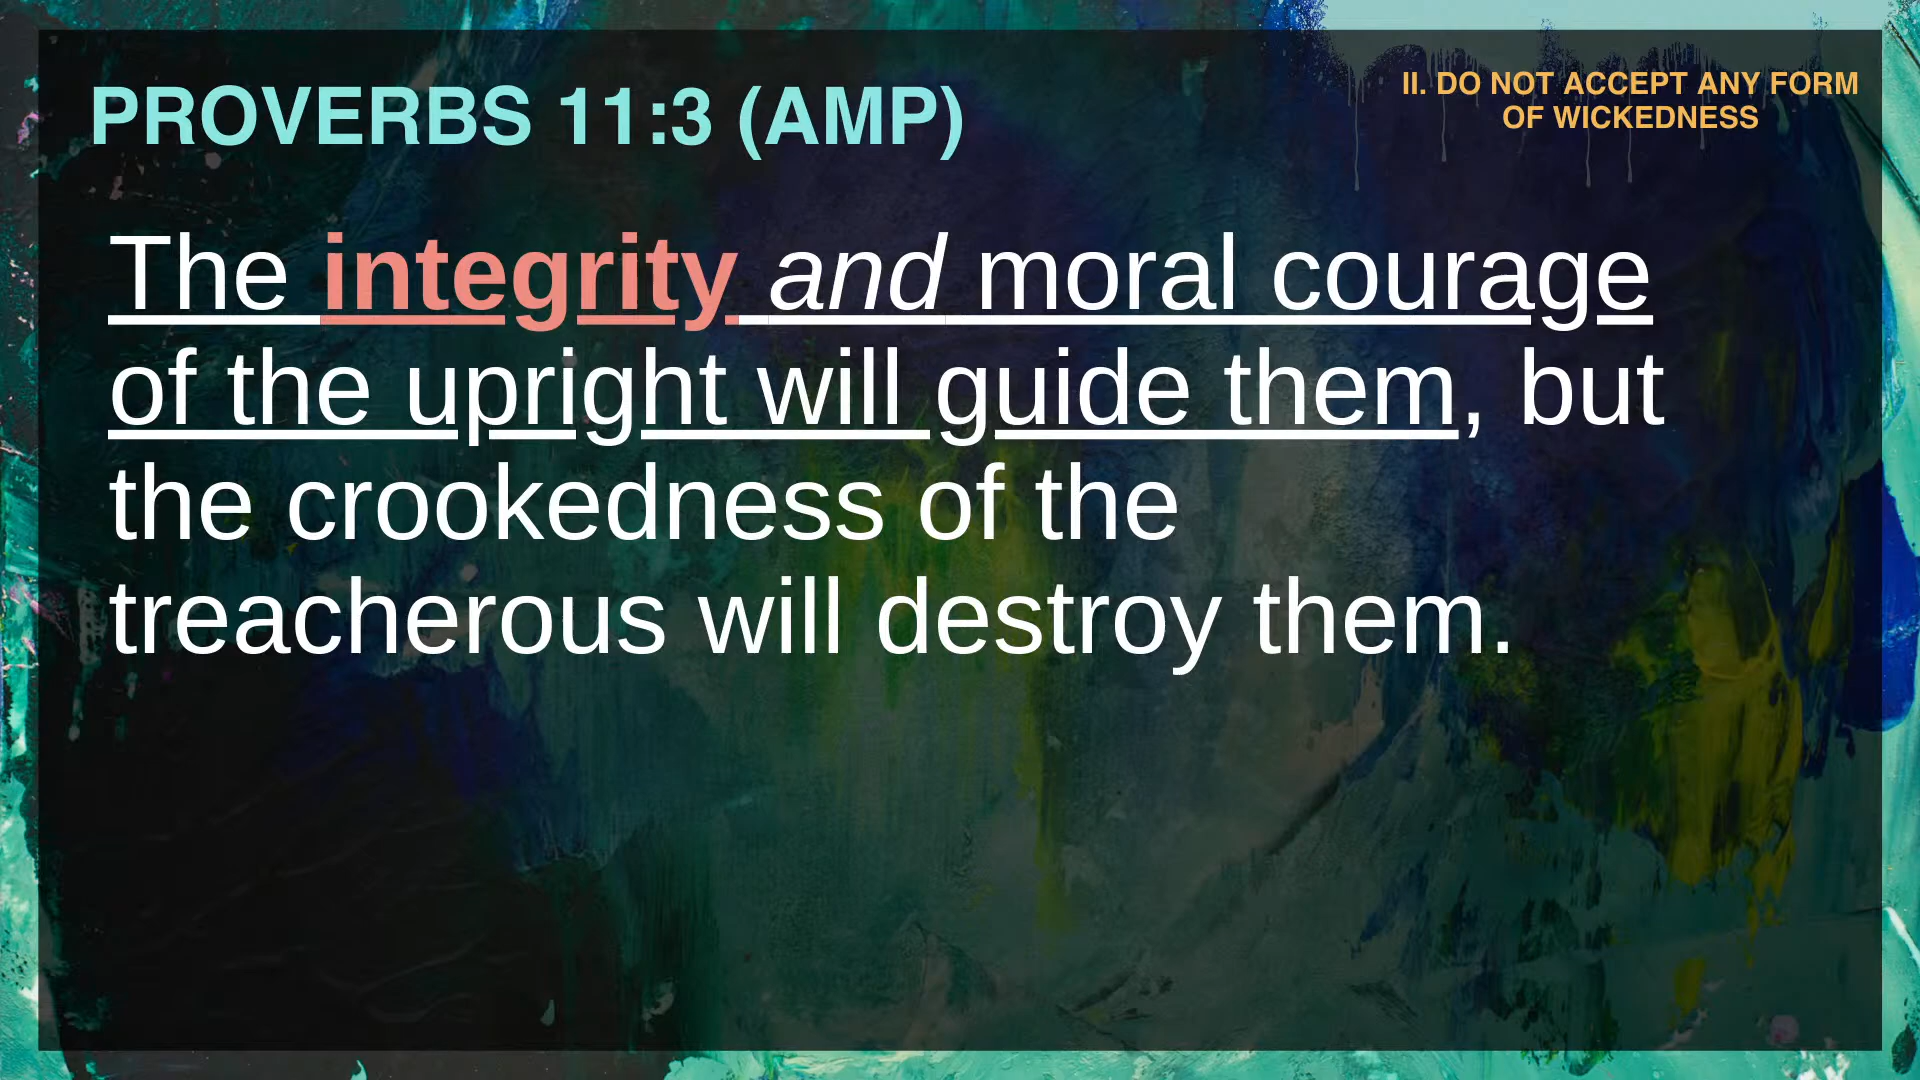 PROVERBS 11:3 (AMP)
II. DO NOT ACCEPT ANY FORM
OF WICKEDNESS
The integrity and moral courage
of the upright will guide them, but
the crookedness of the
treacherous will destroy them.